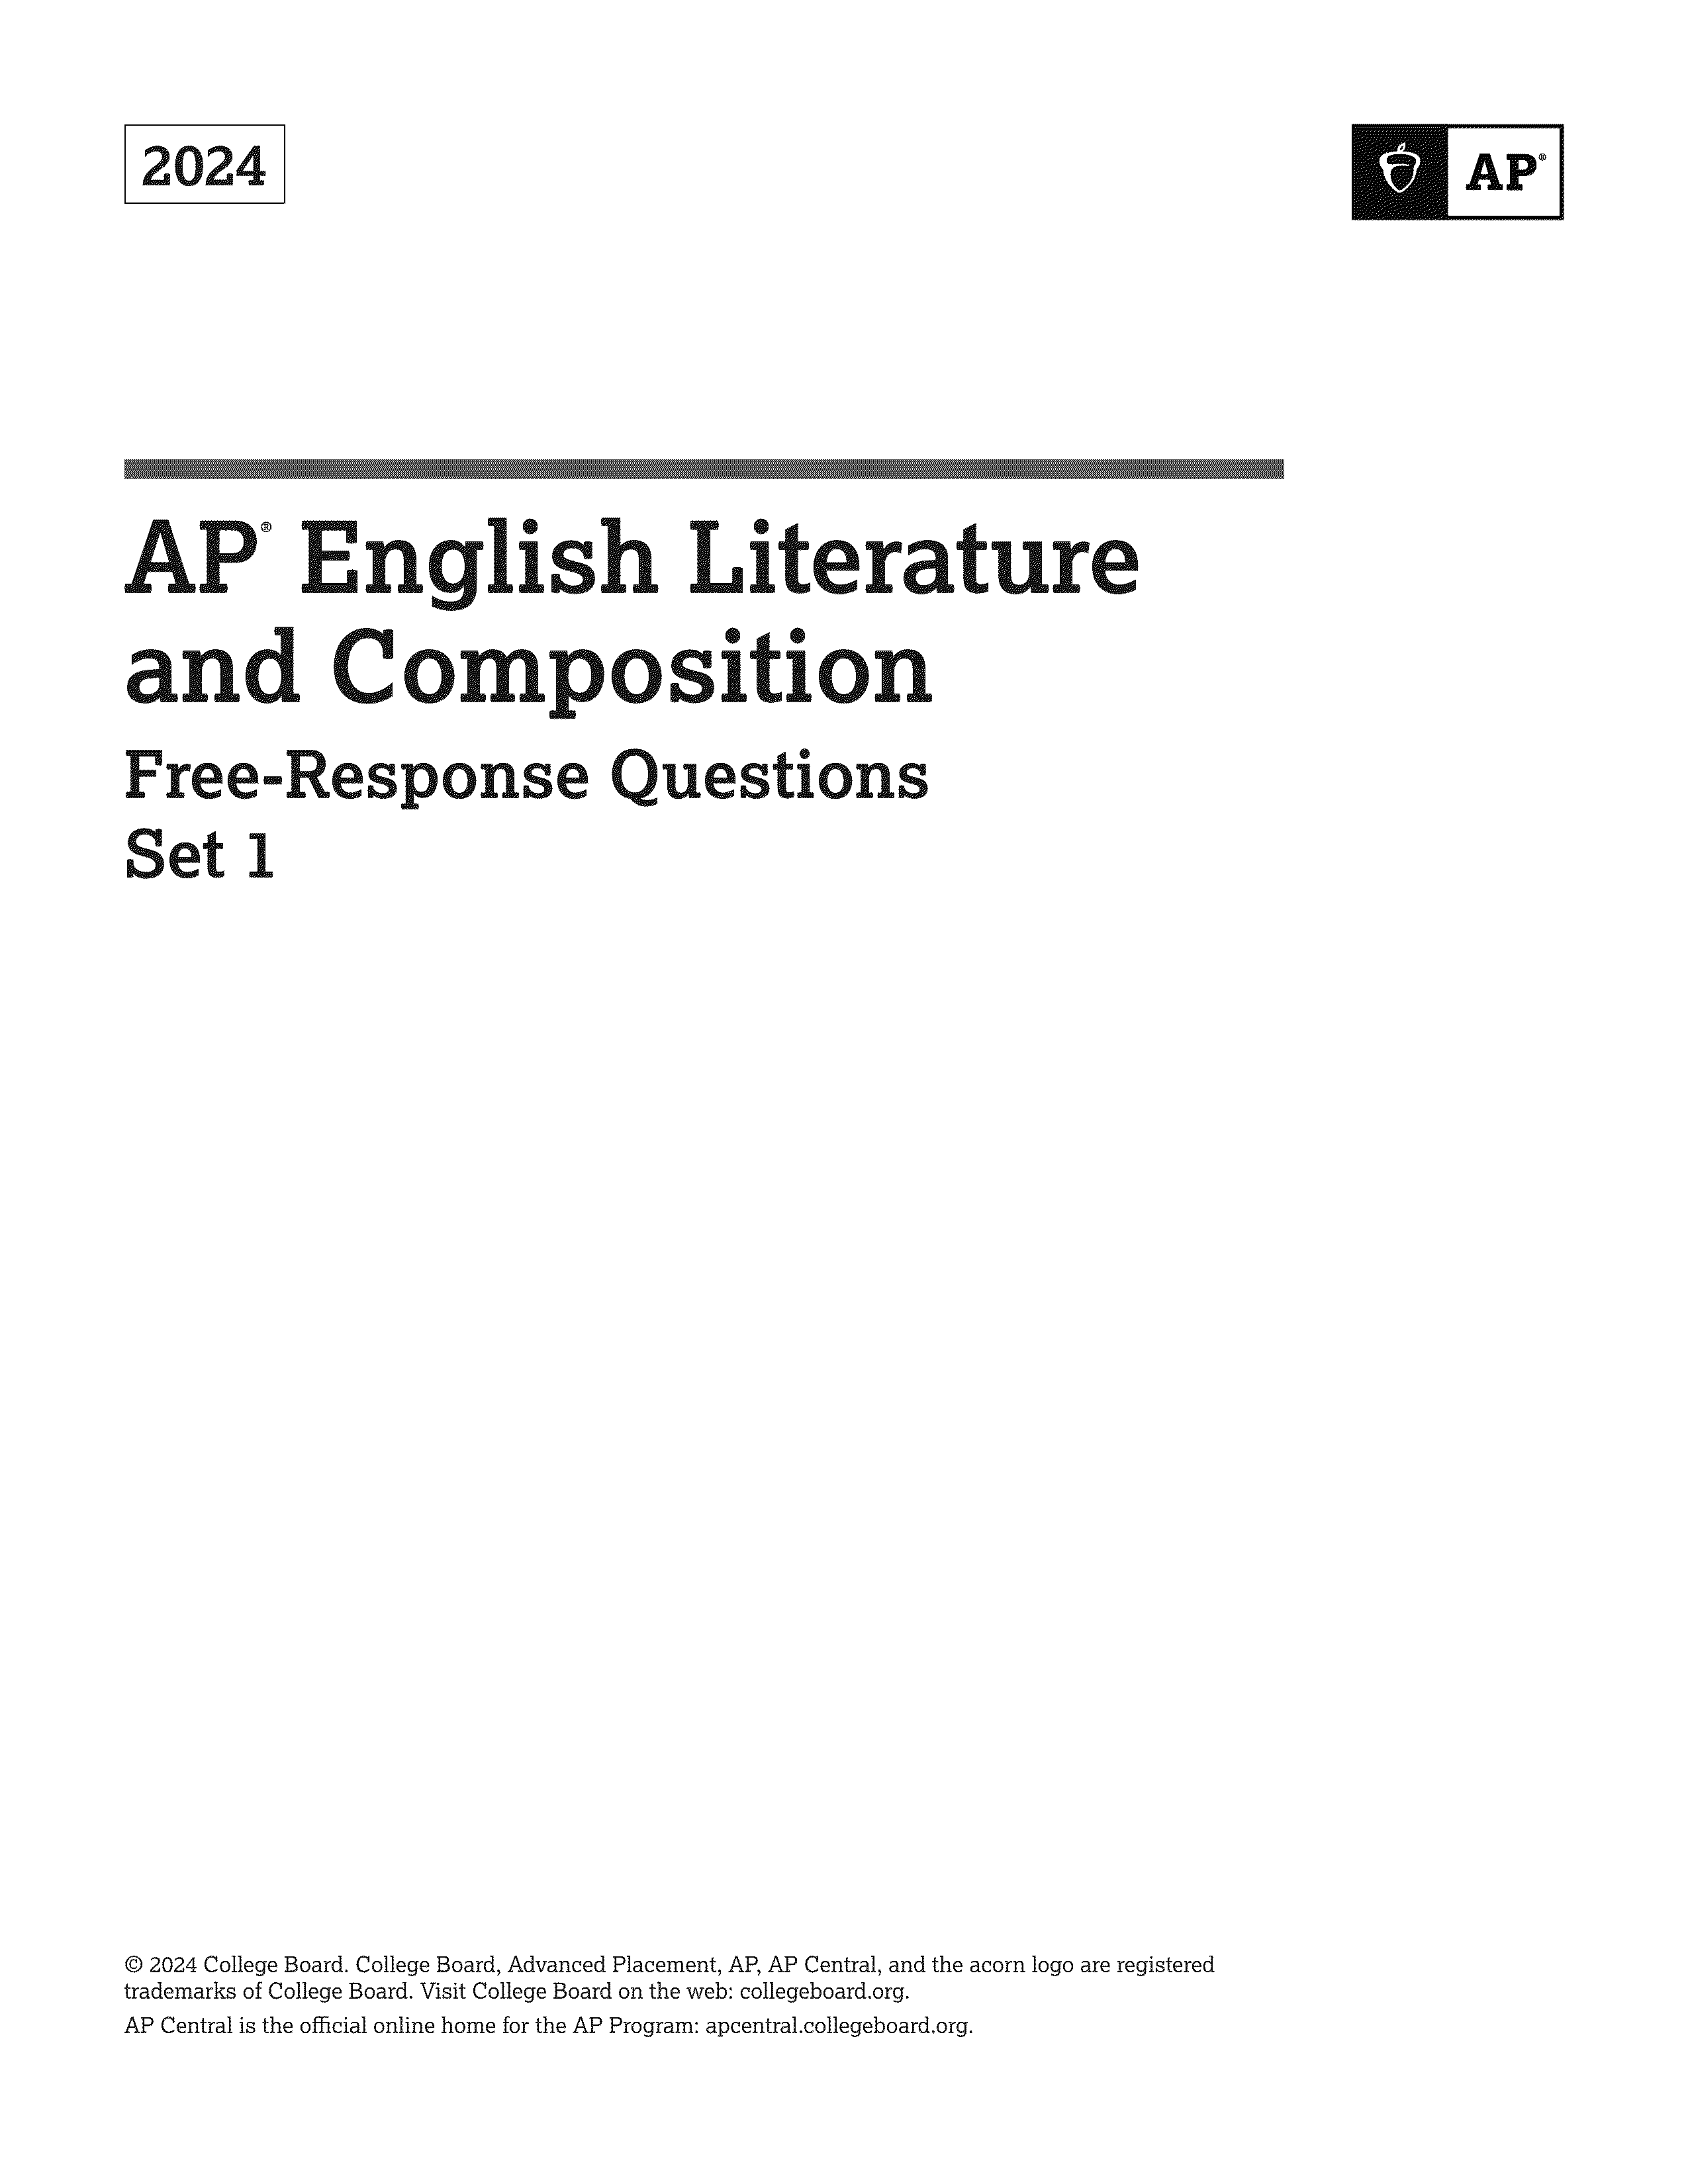 2024
AP®
AP® English Literature
and Composition
Free-Response Questions
Set 1
© 2024 College Board. College Board, Advanced Placement, AP, AP Central, and the acorn logo are registered
trademarks of College Board. Visit College Board on the web: collegeboard.org.
AP Central is the official online home for the AP Program: apcentral.collegeboard.org.